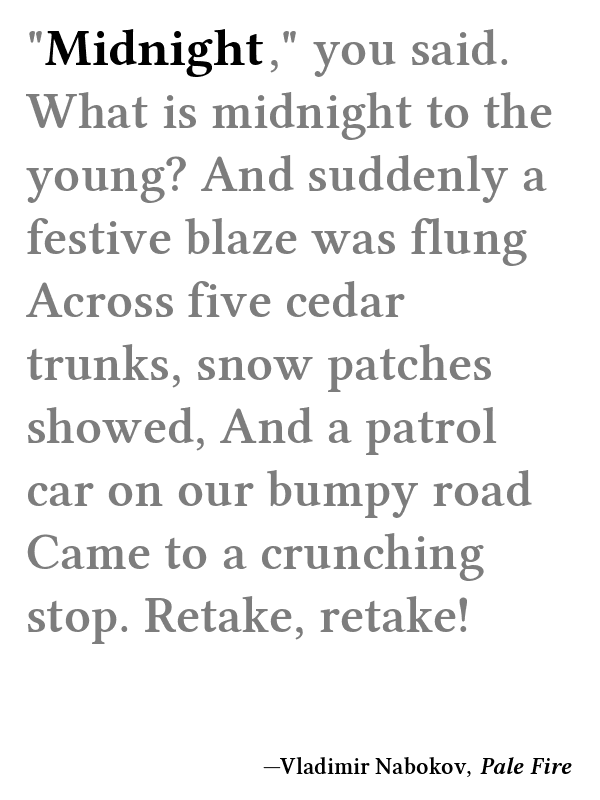 "Midnight," you said.
What is midnight to the
young? And suddenly a
festive blaze was flung
Across five cedar
trunks, snow patches
showed, And a patrol
car on our bumpy road
Came to a crunching
stop. Retake, retake!
—Vladimir Nabokov, Pale Fire